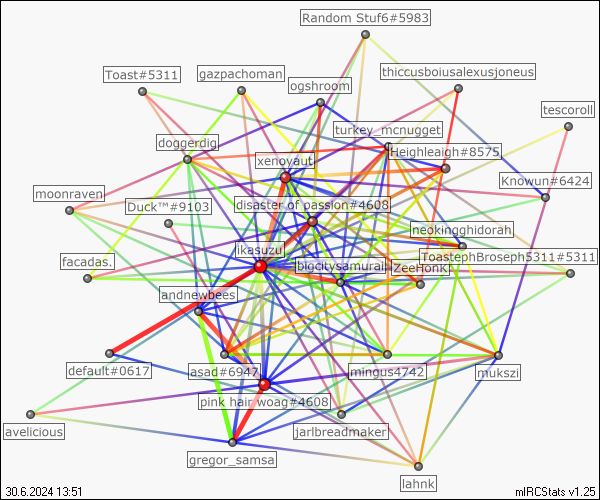 Random Stuf6#5983
Toast#5311
gazpachoman
thiccusboiusalexusjoneus
ogshroom
tescoroll
turkey_mcnugget
doggerdig
Heighleigh#8575
xenoyaut
Knowun#6424
moonraven
Duck™#9103
disaster of passion#4608
neokingghidorah
ikasuzu
ToastephBroseph5311#5311
facadas.
bigcitysamurai
ZeeHonk!
andnewbees
default#0617
asad#6947
mingus4742
mukszi
pink hair woag#4608
avelicious
jarlbreadmaker
gregor_samsa
lahnk
30.6.2024 13:51
mIRCStats v1.25